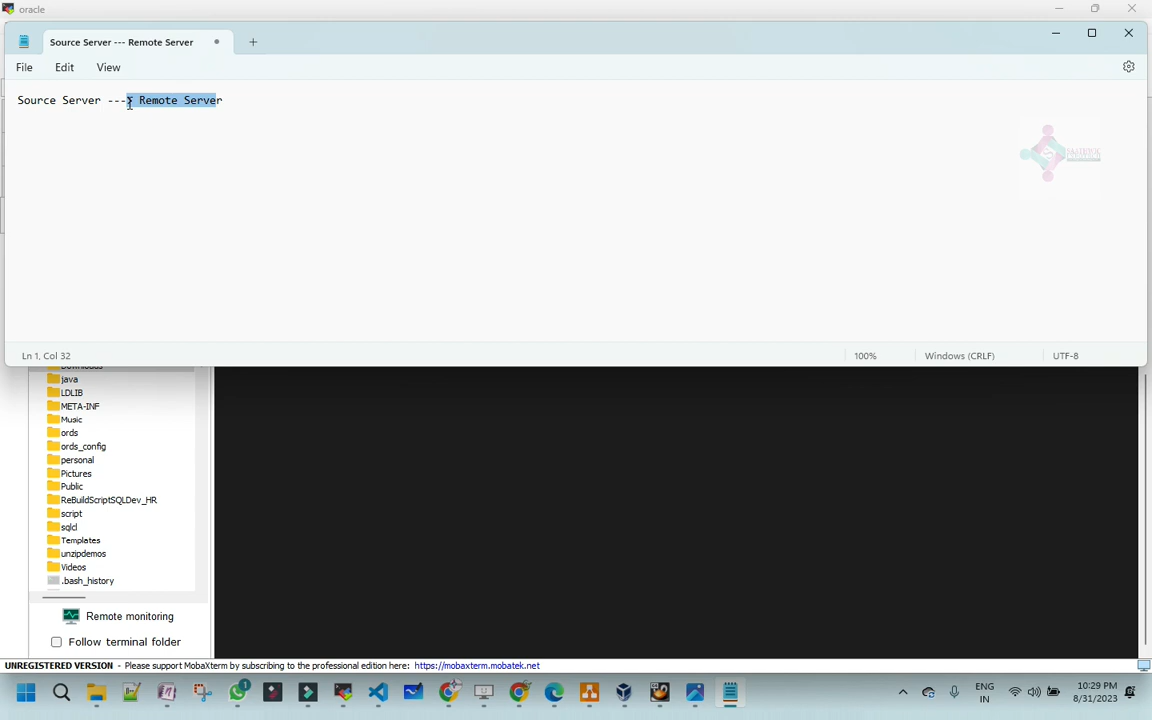 oracle
Source Server --- Remote Server
File Edit View
Source Server ---> Remote Server
Ln 1, Col 32 100% Windows (CRLF) UTF-8
Downloads
java
LDLIB
META-INF
Music
ords
ords_config
personal
Pictures
Public
ReBuildScriptSQLDev_HR
script
sqlcl
Templates
unzipdemos
Videos
.bash_history
Remote monitoring
Follow terminal folder
UNREGISTERED VERSION - Please support MobaXterm by subscribing to the professional edition here: https://mobaxterm.mobatek.net
1
ENG
IN
10:29 PM
8/31/2023